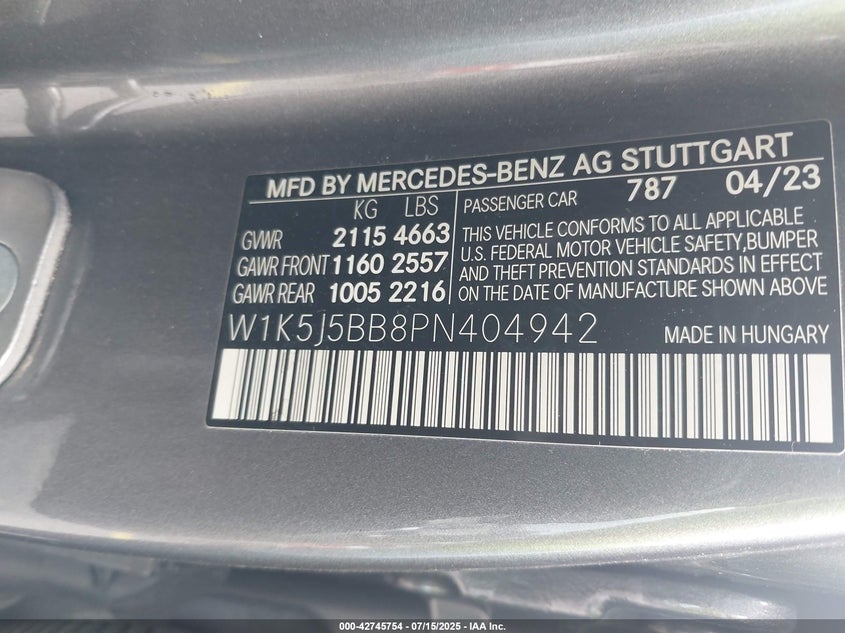 MFD BY MERCEDES-BENZ AG STUTTGART
KG LBS
GVWR 2115 4663
GAWR FRONT 1160 2557
GAWR REAR 1005 2216
PASSENGER CAR 787 04/23
THIS VEHICLE CONFORMS TO ALL APPLICABLE
U.S. FEDERAL MOTOR VEHICLE SAFETY,BUMPER
AND THEFT PREVENTION STANDARDS IN EFFECT
ON THE DATE OF MANUFACTURE SHOWN ABOVE
W1K5J5BB8PN404942 MADE IN HUNGARY
000-42745754 - 07/15/2025 - IAA Inc.